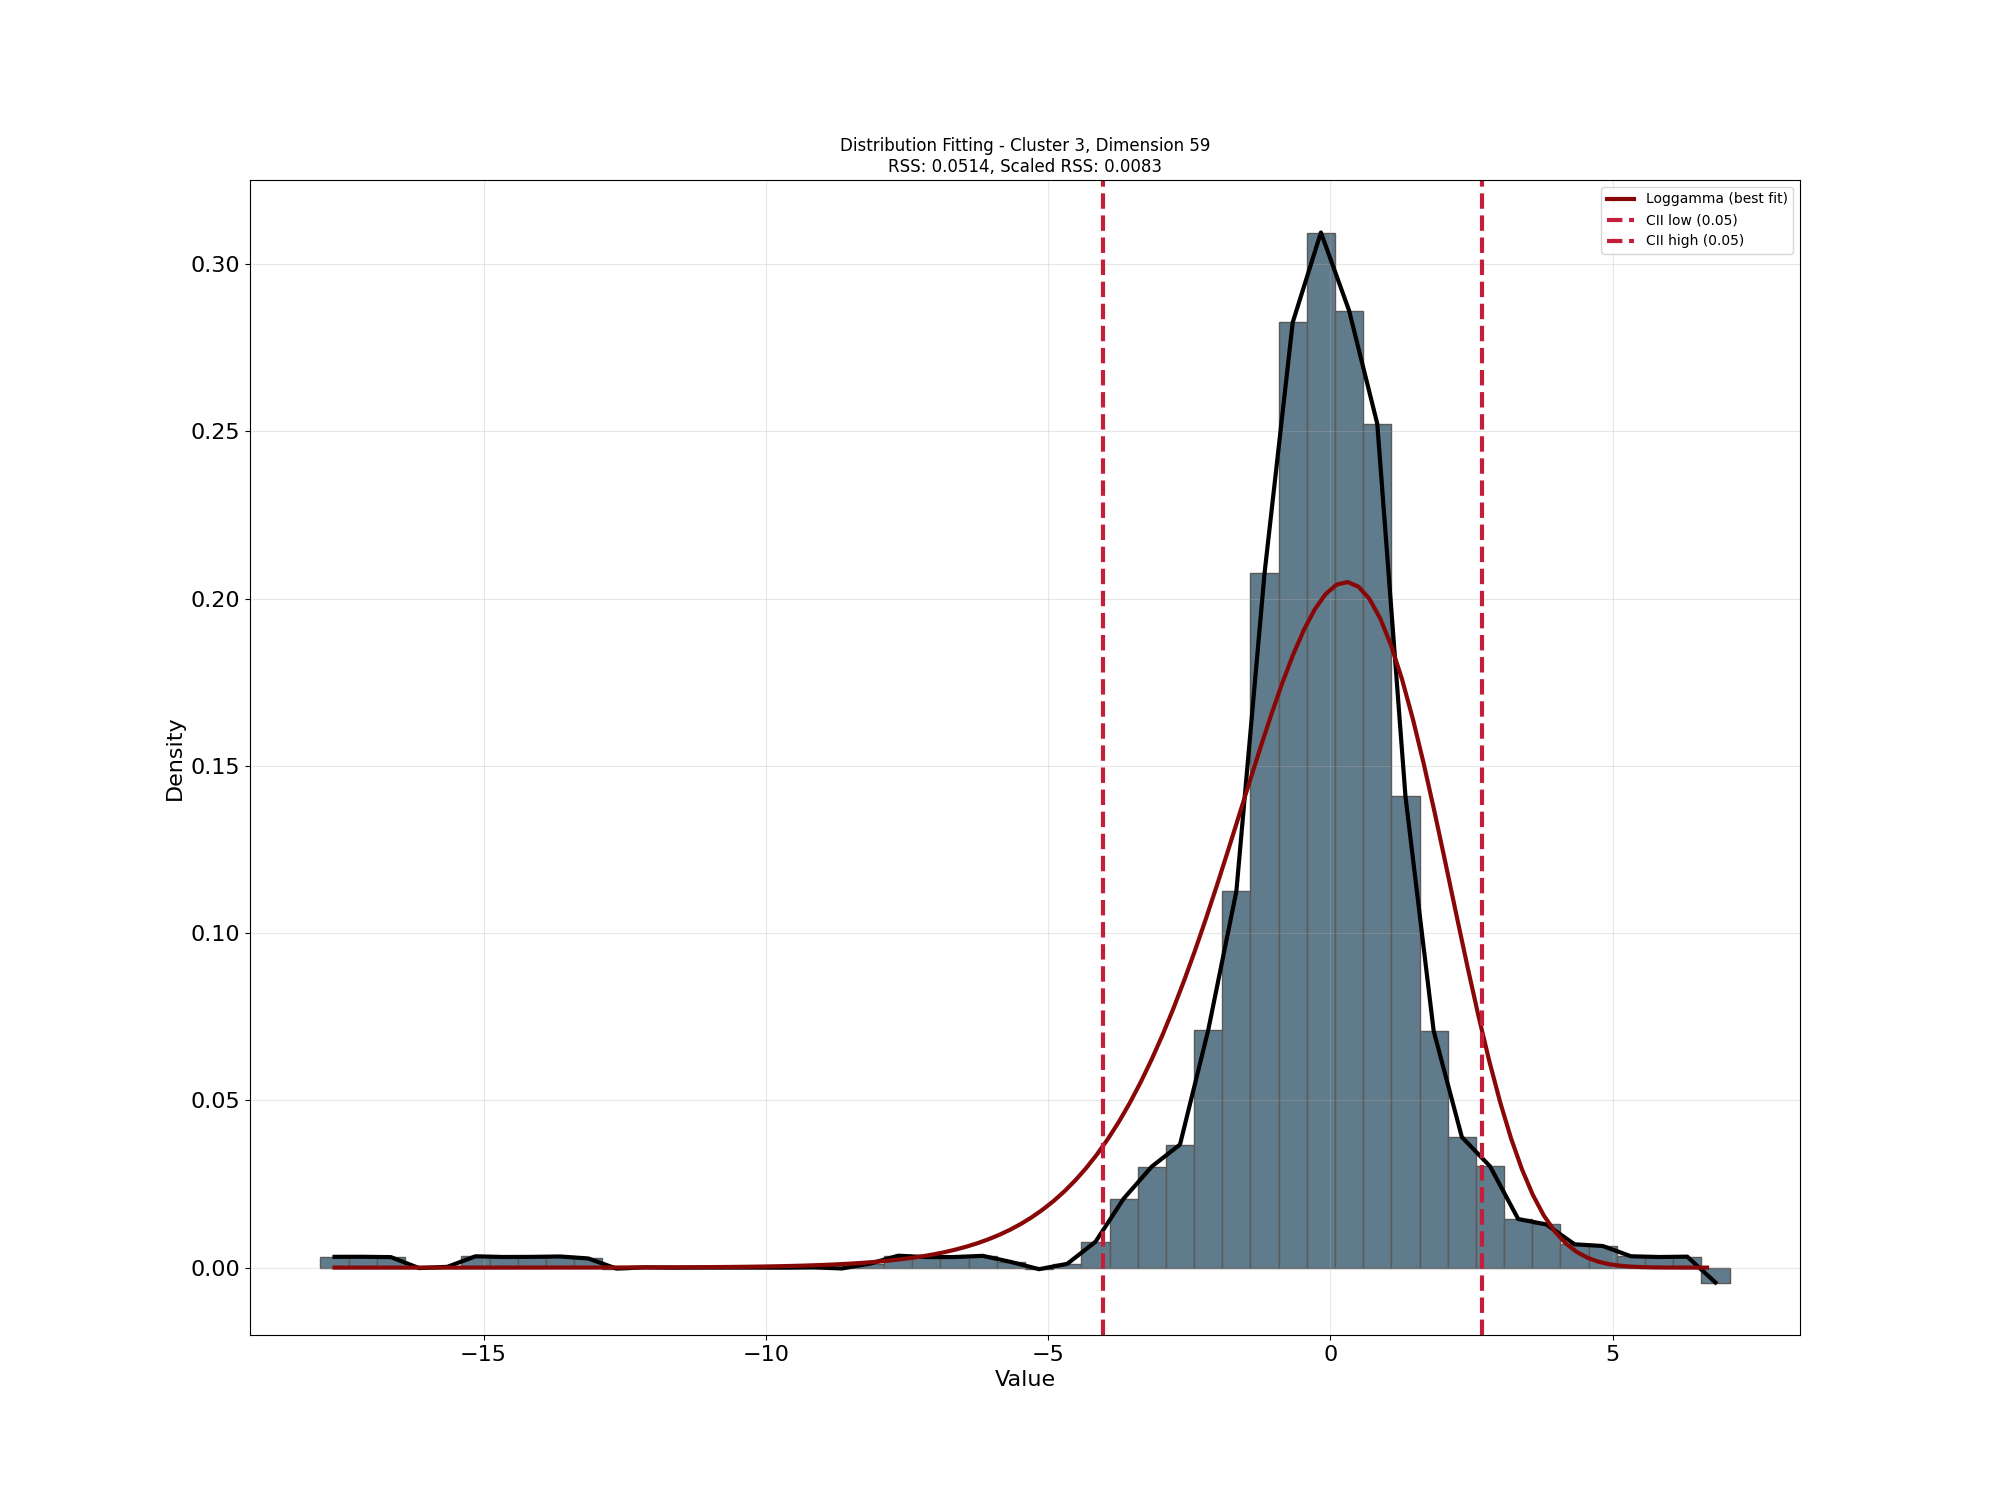 Distribution Fitting - Cluster 3, Dimension 59
RSS: 0.0514, Scaled RSS: 0.0083
Loggamma (best fit)
CII low (0.05)
CII high (0.05)
0.30
0.25
0.20
0.15
0.10
0.05
0.00
Density
−15
−10
−5
0
5
Value